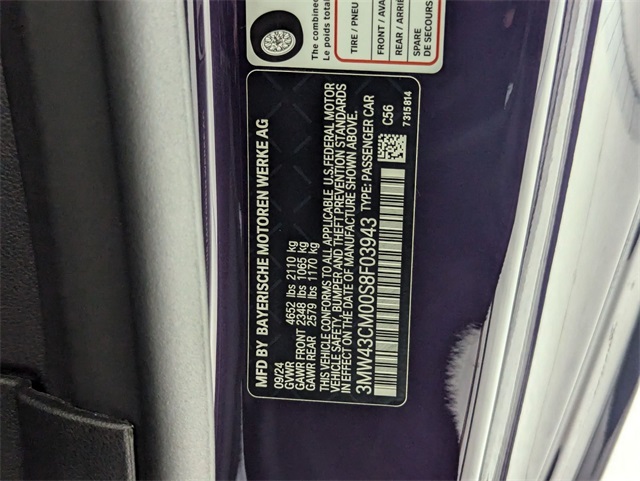 The combined
Le poids total
TIRE / PNEU
FRONT / AVA
REAR / ARRIÈ
SPARE
DE SECOURS
MFD BY BAYERISCHE MOTOREN WERKE AG
09/24
GVWR 4652 lbs 2110 kg
GAWR FRONT 2348 lbs 1065 kg
GAWR REAR 2579 lbs 1170 kg
THIS VEHICLE CONFORMS TO ALL APPLICABLE U.S.FEDERAL MOTOR
VEHICLE SAFETY, BUMPER AND THEFT PREVENTION STANDARDS
IN EFFECT ON THE DATE OF MANUFACTURE SHOWN ABOVE.
3MW43CM00S8F03943 TYPE: PASSENGER CAR
C56
7315814